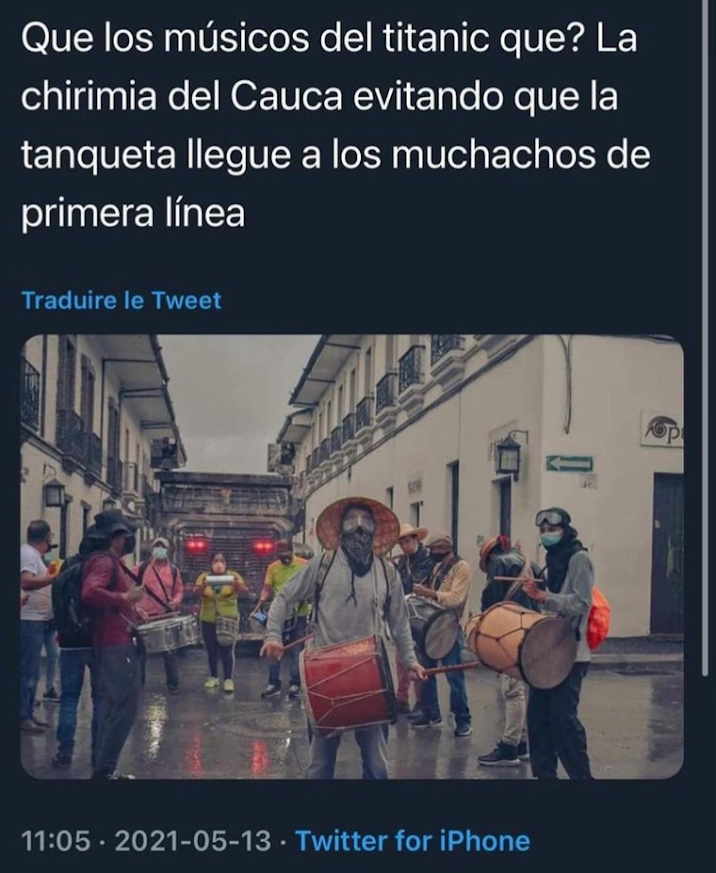 Que los músicos del titanic que? La
chirimia del Cauca evitando que la
tanqueta llegue a los muchachos de
primera línea
Traduire le Tweet
11:05 · 2021-05-13 · Twitter for iPhone